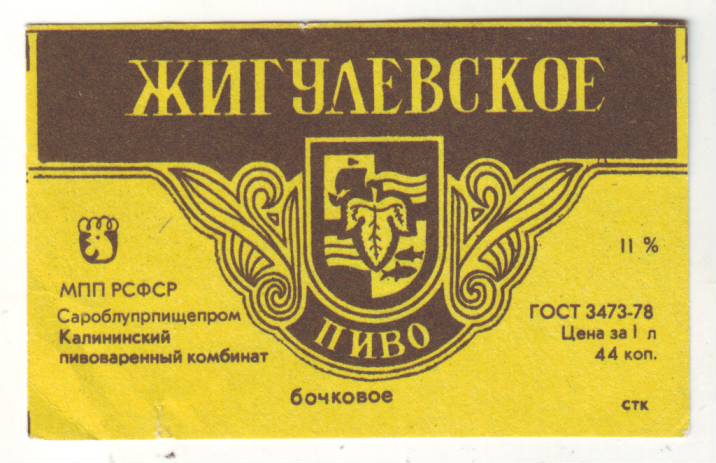 ЖИГУЛЕВСКОЕ
11 %
МПП РСФСР
Сароблупрпищепром
Калининский
пивоваренный комбинат
ГОСТ 3473-78
Цена за 1 л
44 коп.
ПИВО
бочковое
стк